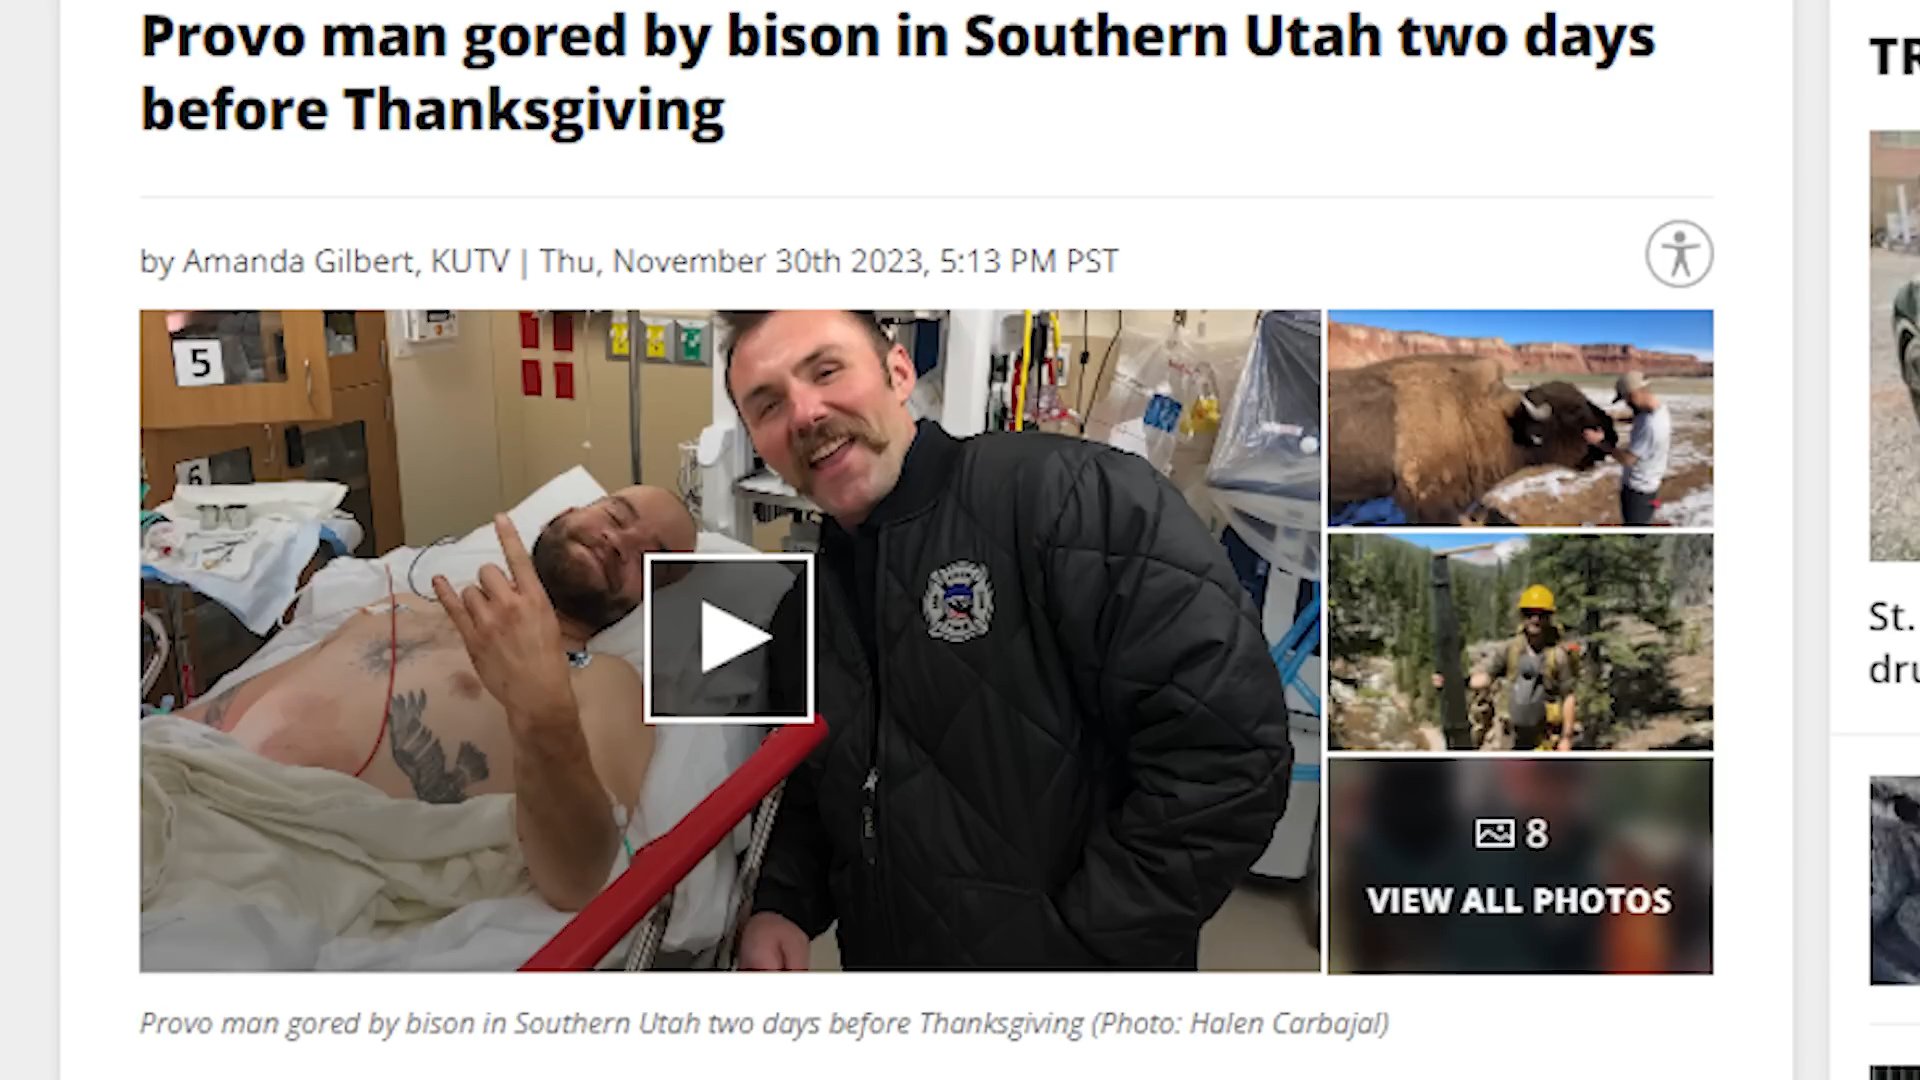 Provo man gored by bison in Southern Utah two days
before Thanksgiving
TR
by Amanda Gilbert, KUTV | Thu, November 30th 2023, 5:13 PM PST
5
6
St.
dru
8
VIEW ALL PHOTOS
Provo man gored by bison in Southern Utah two days before Thanksgiving (Photo: Halen Carbajal)